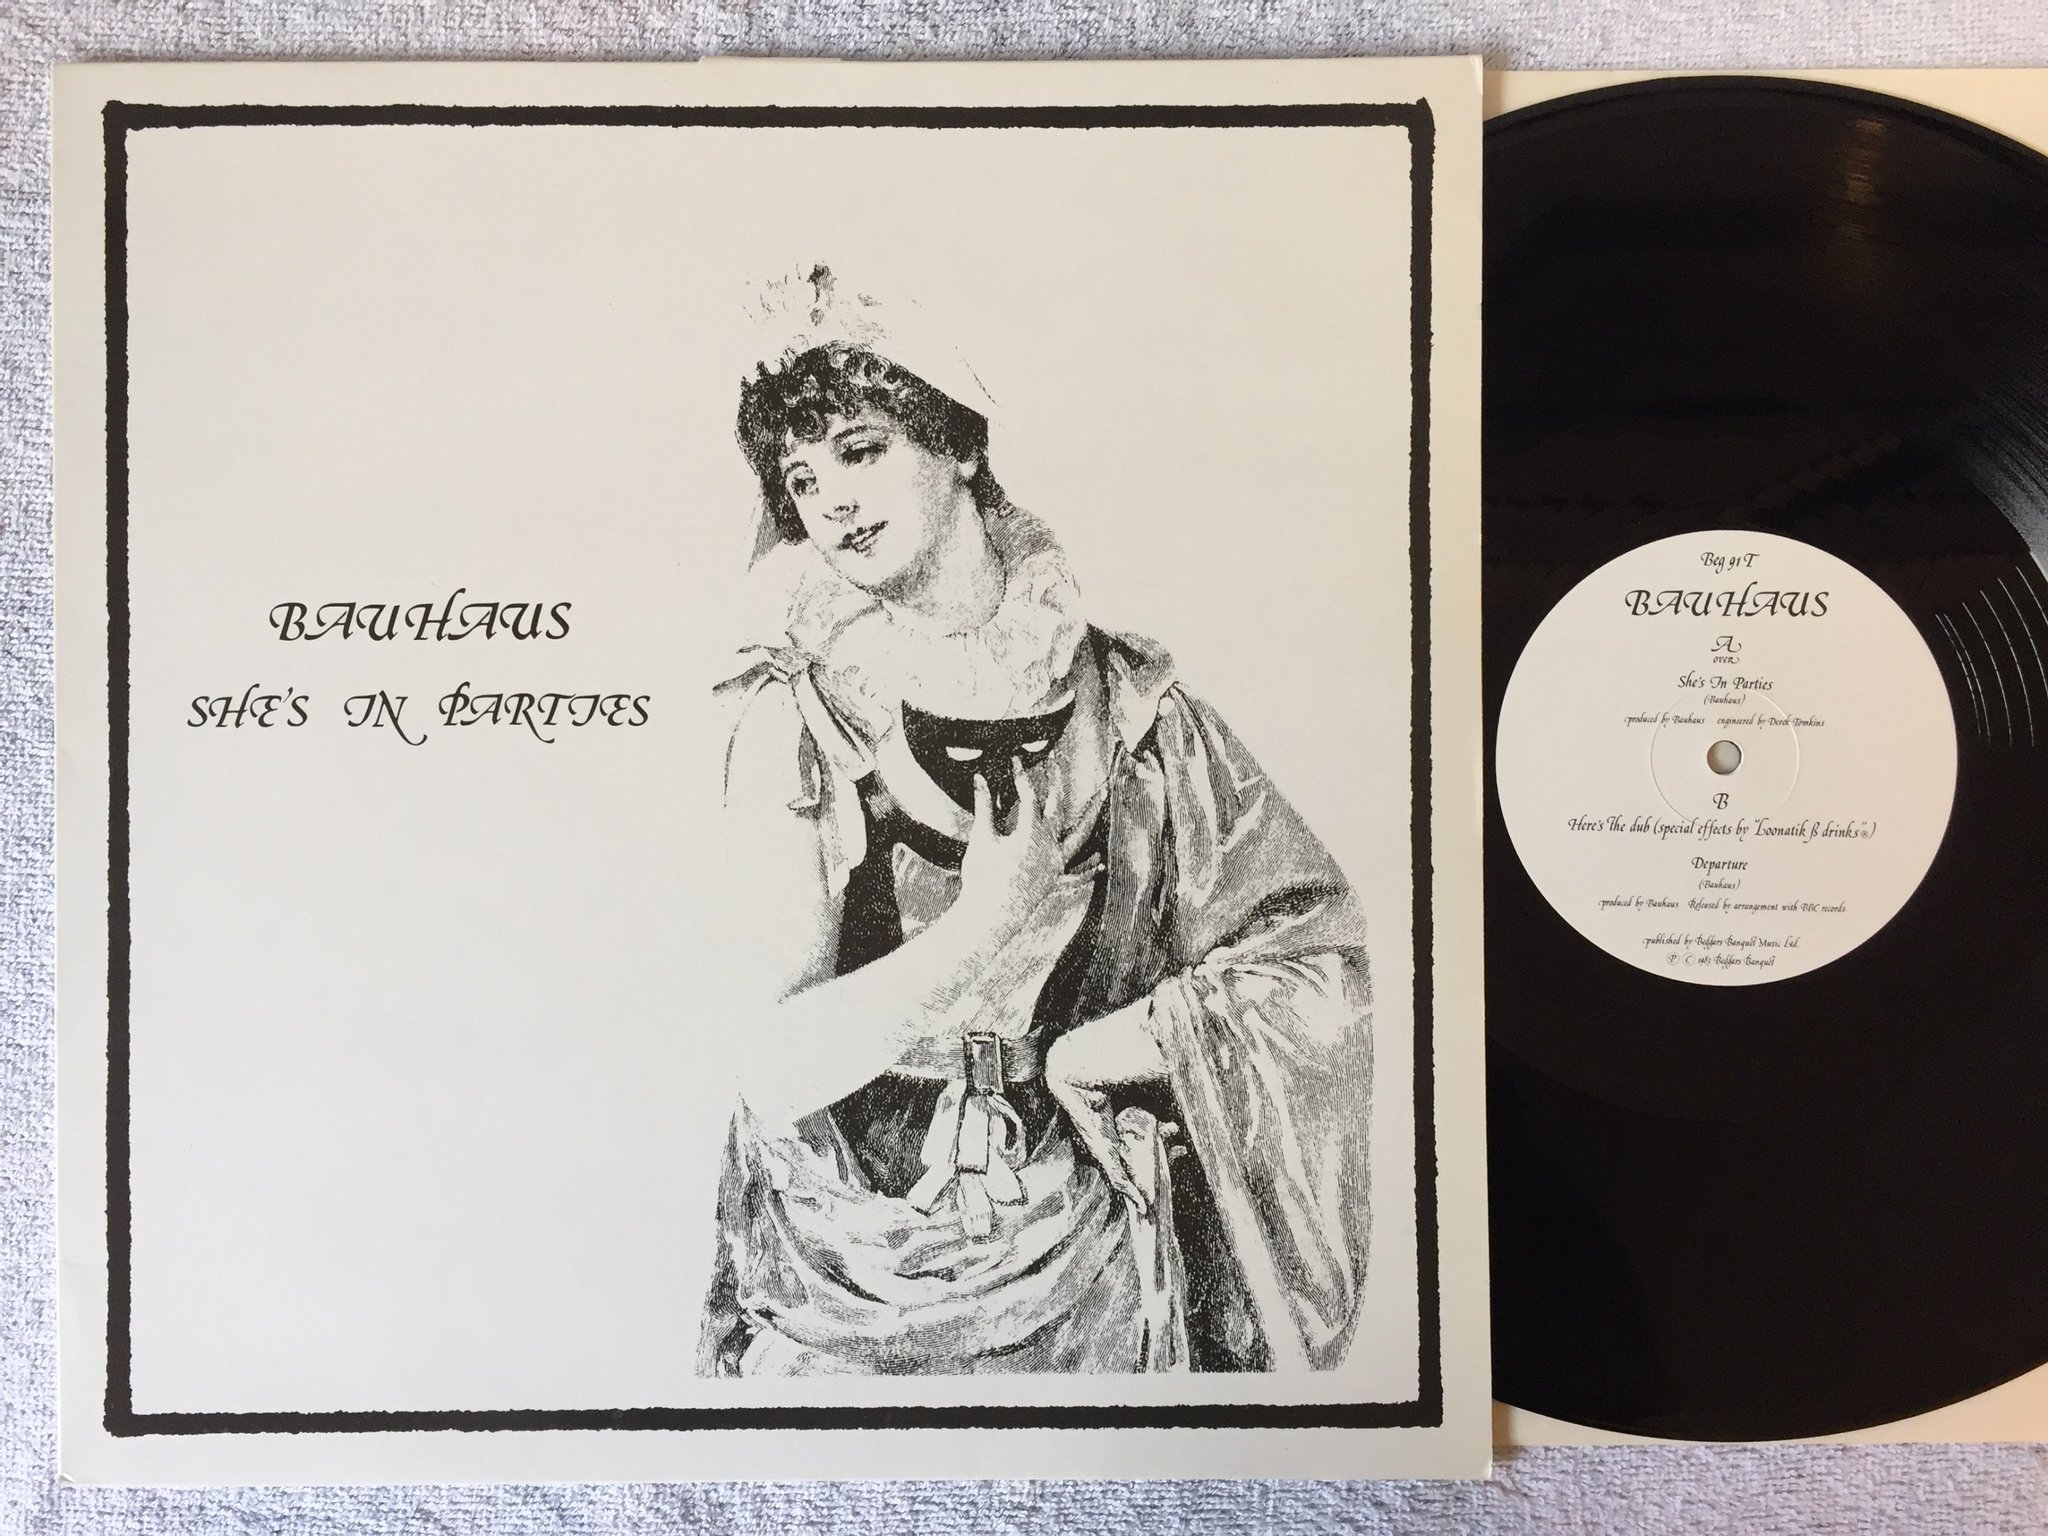 BAUHAUS
SHE'S IN PARTIES
Beg 91 T
BAUHAUS
A
over
She's In Parties
(Bauhaus)
produced by Bauhaus engineered by Derek Tomkins
B
Here's The dub (special effects by "Loonatik & drinks"®)
Departure
(Bauhaus)
produced by Bauhaus Released by arrangement with BBC records
published by Beggars Banquet Music Ltd.
Ⓟ Ⓒ 1983 Beggars Banquet